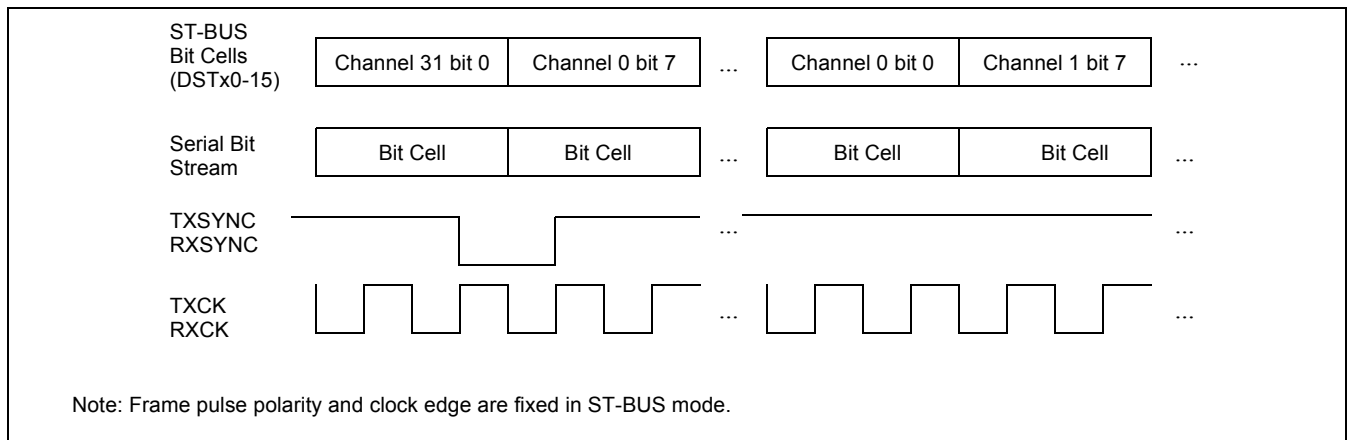 ST-BUS
Bit Cells
(DSTx0-15)
Channel 31 bit 0 Channel 0 bit 7 ... Channel 0 bit 0 Channel 1 bit 7 ...
Serial Bit
Stream
Bit Cell Bit Cell ... Bit Cell Bit Cell ...
TXSYNC
RXSYNC
... ...
TXCK
RXCK
... ...
Note: Frame pulse polarity and clock edge are fixed in ST-BUS mode.